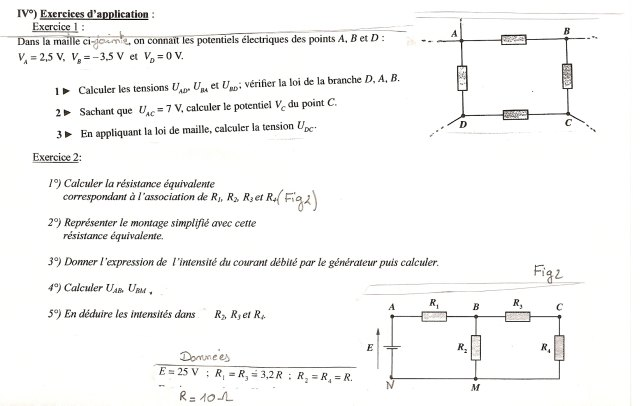 IV°) Exercices d'application :
Exercice 1 :
Dans la maille ci-jointe, on connaît les potentiels électriques des points A, B et D :
V_A = 2,5 V, V_B = −3,5 V et V_D = 0 V.
1 ► Calculer les tensions U_AD, U_BA et U_BD; vérifier la loi de la branche D, A, B.
2 ► Sachant que U_AC = 7 V, calculer le potentiel V_C du point C.
3 ► En appliquant la loi de maille, calculer la tension U_DC.
A
B
D
C
Exercice 2:
1°) Calculer la résistance équivalente
correspondant à l'association de R1, R2, R3 et R4 (Fig2)
2°) Représenter le montage simplifié avec cette
résistance équivalente.
3°) Donner l'expression de l'intensité du courant débité par le générateur puis calculer.
4°) Calculer U_AB, U_BM.
5°) En déduire les intensités dans R2, R3 et R4.
Données
E = 25 V ; R1 = R3 = 3,2 R ; R2 = R4 = R.
R = 10 Ω
Fig2
A R1 B R3 C
E R2 R4
N M